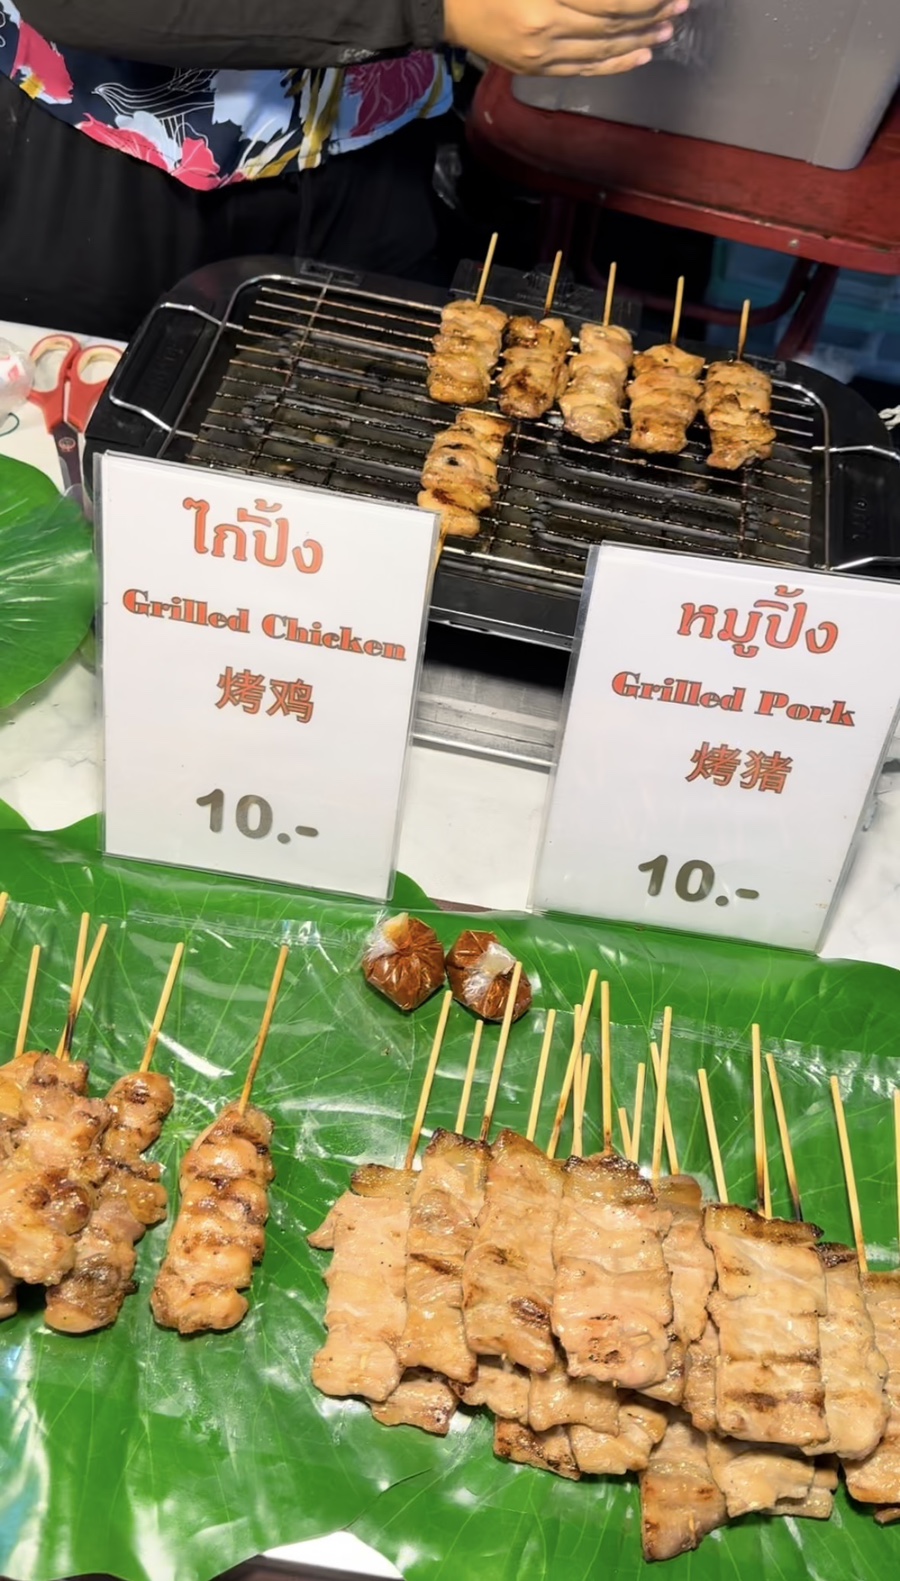 ไก่ปิ้ง
Grilled Chicken
烤鸡
10.-
หมูปิ้ง
Grilled Pork
烤猪
10.-